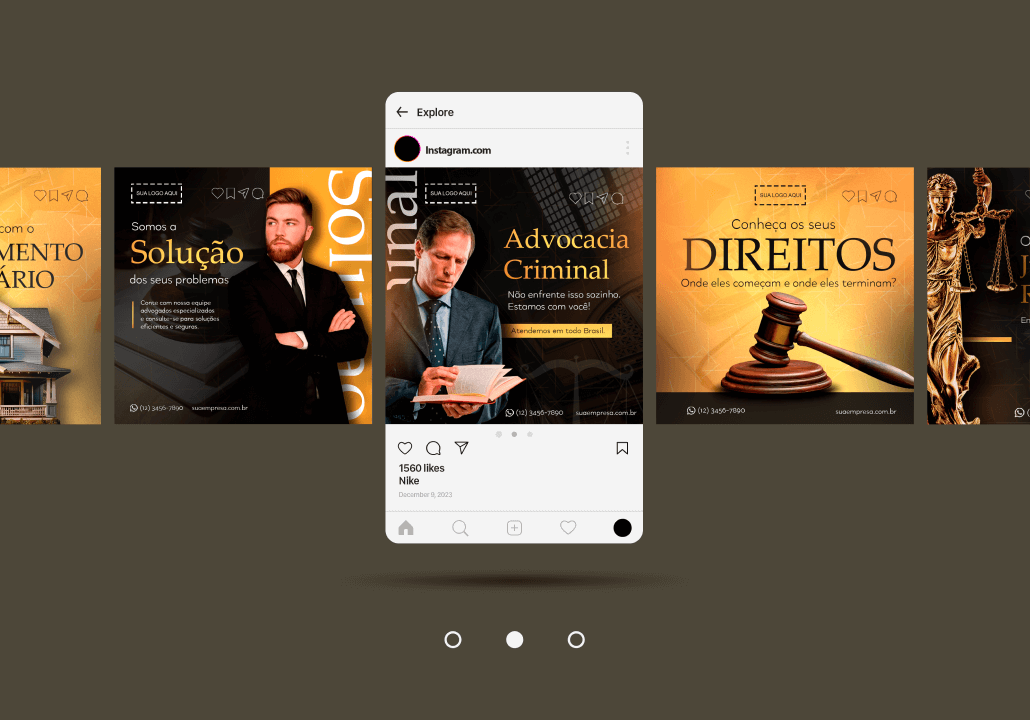 Explore
Instagram.com
com o
MENTO
ÁRIO
SUA LOGO AQUI
Somos a
Solução
dos seus problemas
Conte com nossa equipe
advogados especializados
e consulte-se para soluções
eficientes e seguras.
(12) 3456-7890 suaempresa.com.br
Solução
minal
SUA LOGO AQUI
Advocacia
Criminal
Não enfrente isso sozinho.
Estamos com você!
Atendemos em todo Brasil.
(12) 3456-7890 suaempresa.com.br
SUA LOGO AQUI
Conheça os seus
DIREITOS
Onde eles começam e onde eles terminam?
(12) 3456-7890 suaempresa.com.br
1560 likes
Nike
December 9, 2023